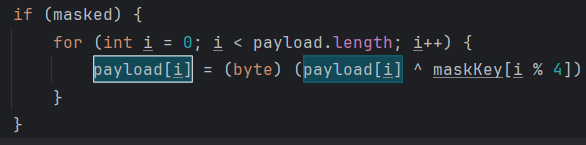 if (masked) {
for (int i = 0; i < payload.length; i++) {
payload[i] = (byte) (payload[i] ^ maskKey[i % 4])
}
}